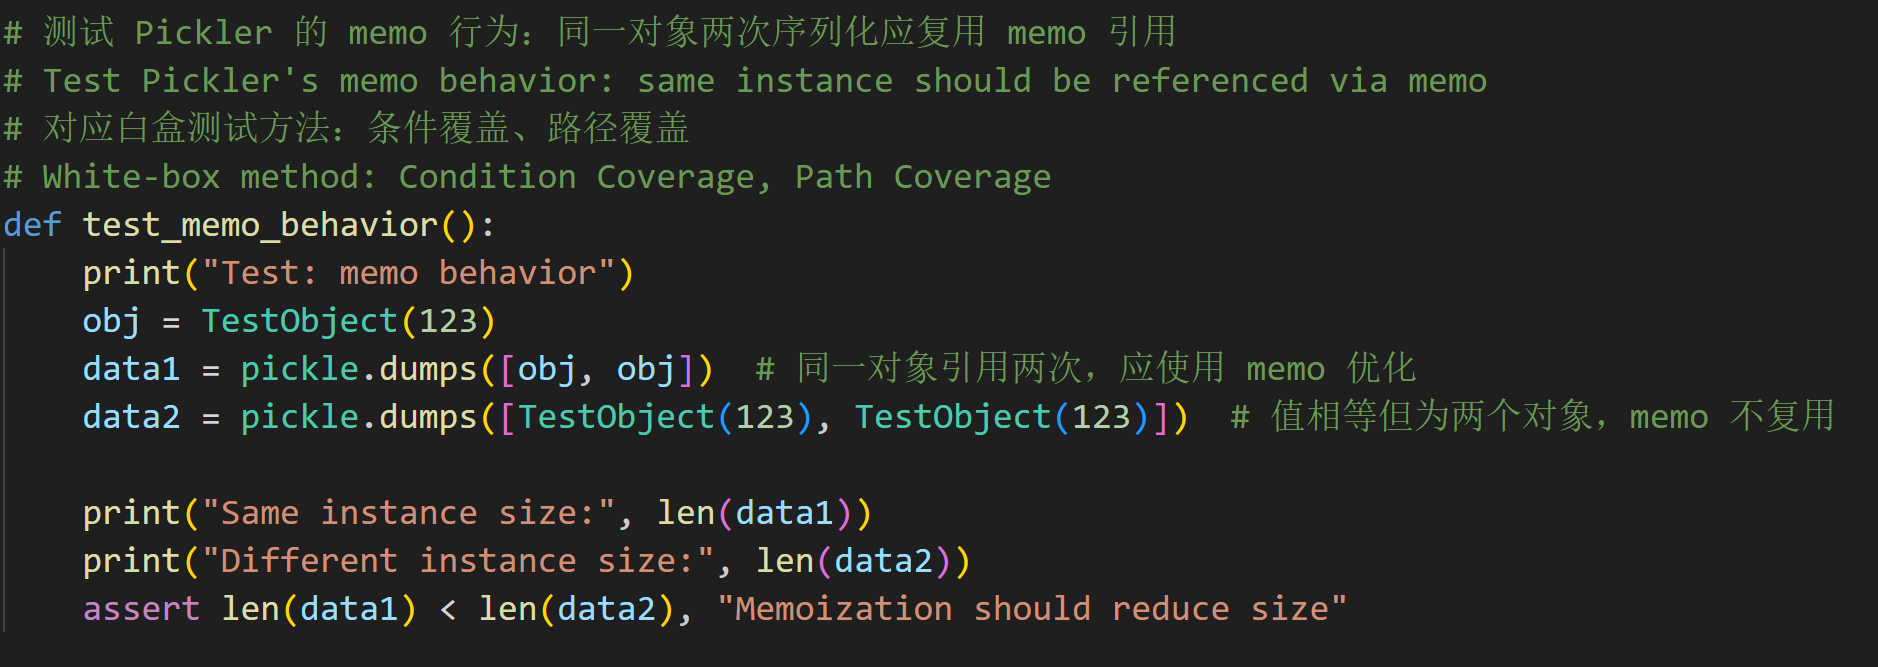 # 测试 Pickler 的 memo 行为：同一对象两次序列化应复用 memo 引用
# Test Pickler's memo behavior: same instance should be referenced via memo
# 对应白盒测试方法：条件覆盖、路径覆盖
# White-box method: Condition Coverage, Path Coverage
def test_memo_behavior():
    print("Test: memo behavior")
    obj = TestObject(123)
    data1 = pickle.dumps([obj, obj])  # 同一对象引用两次，应使用 memo 优化
    data2 = pickle.dumps([TestObject(123), TestObject(123)])  # 值相等但为两个对象，memo 不复用

    print("Same instance size:", len(data1))
    print("Different instance size:", len(data2))
    assert len(data1) < len(data2), "Memoization should reduce size"